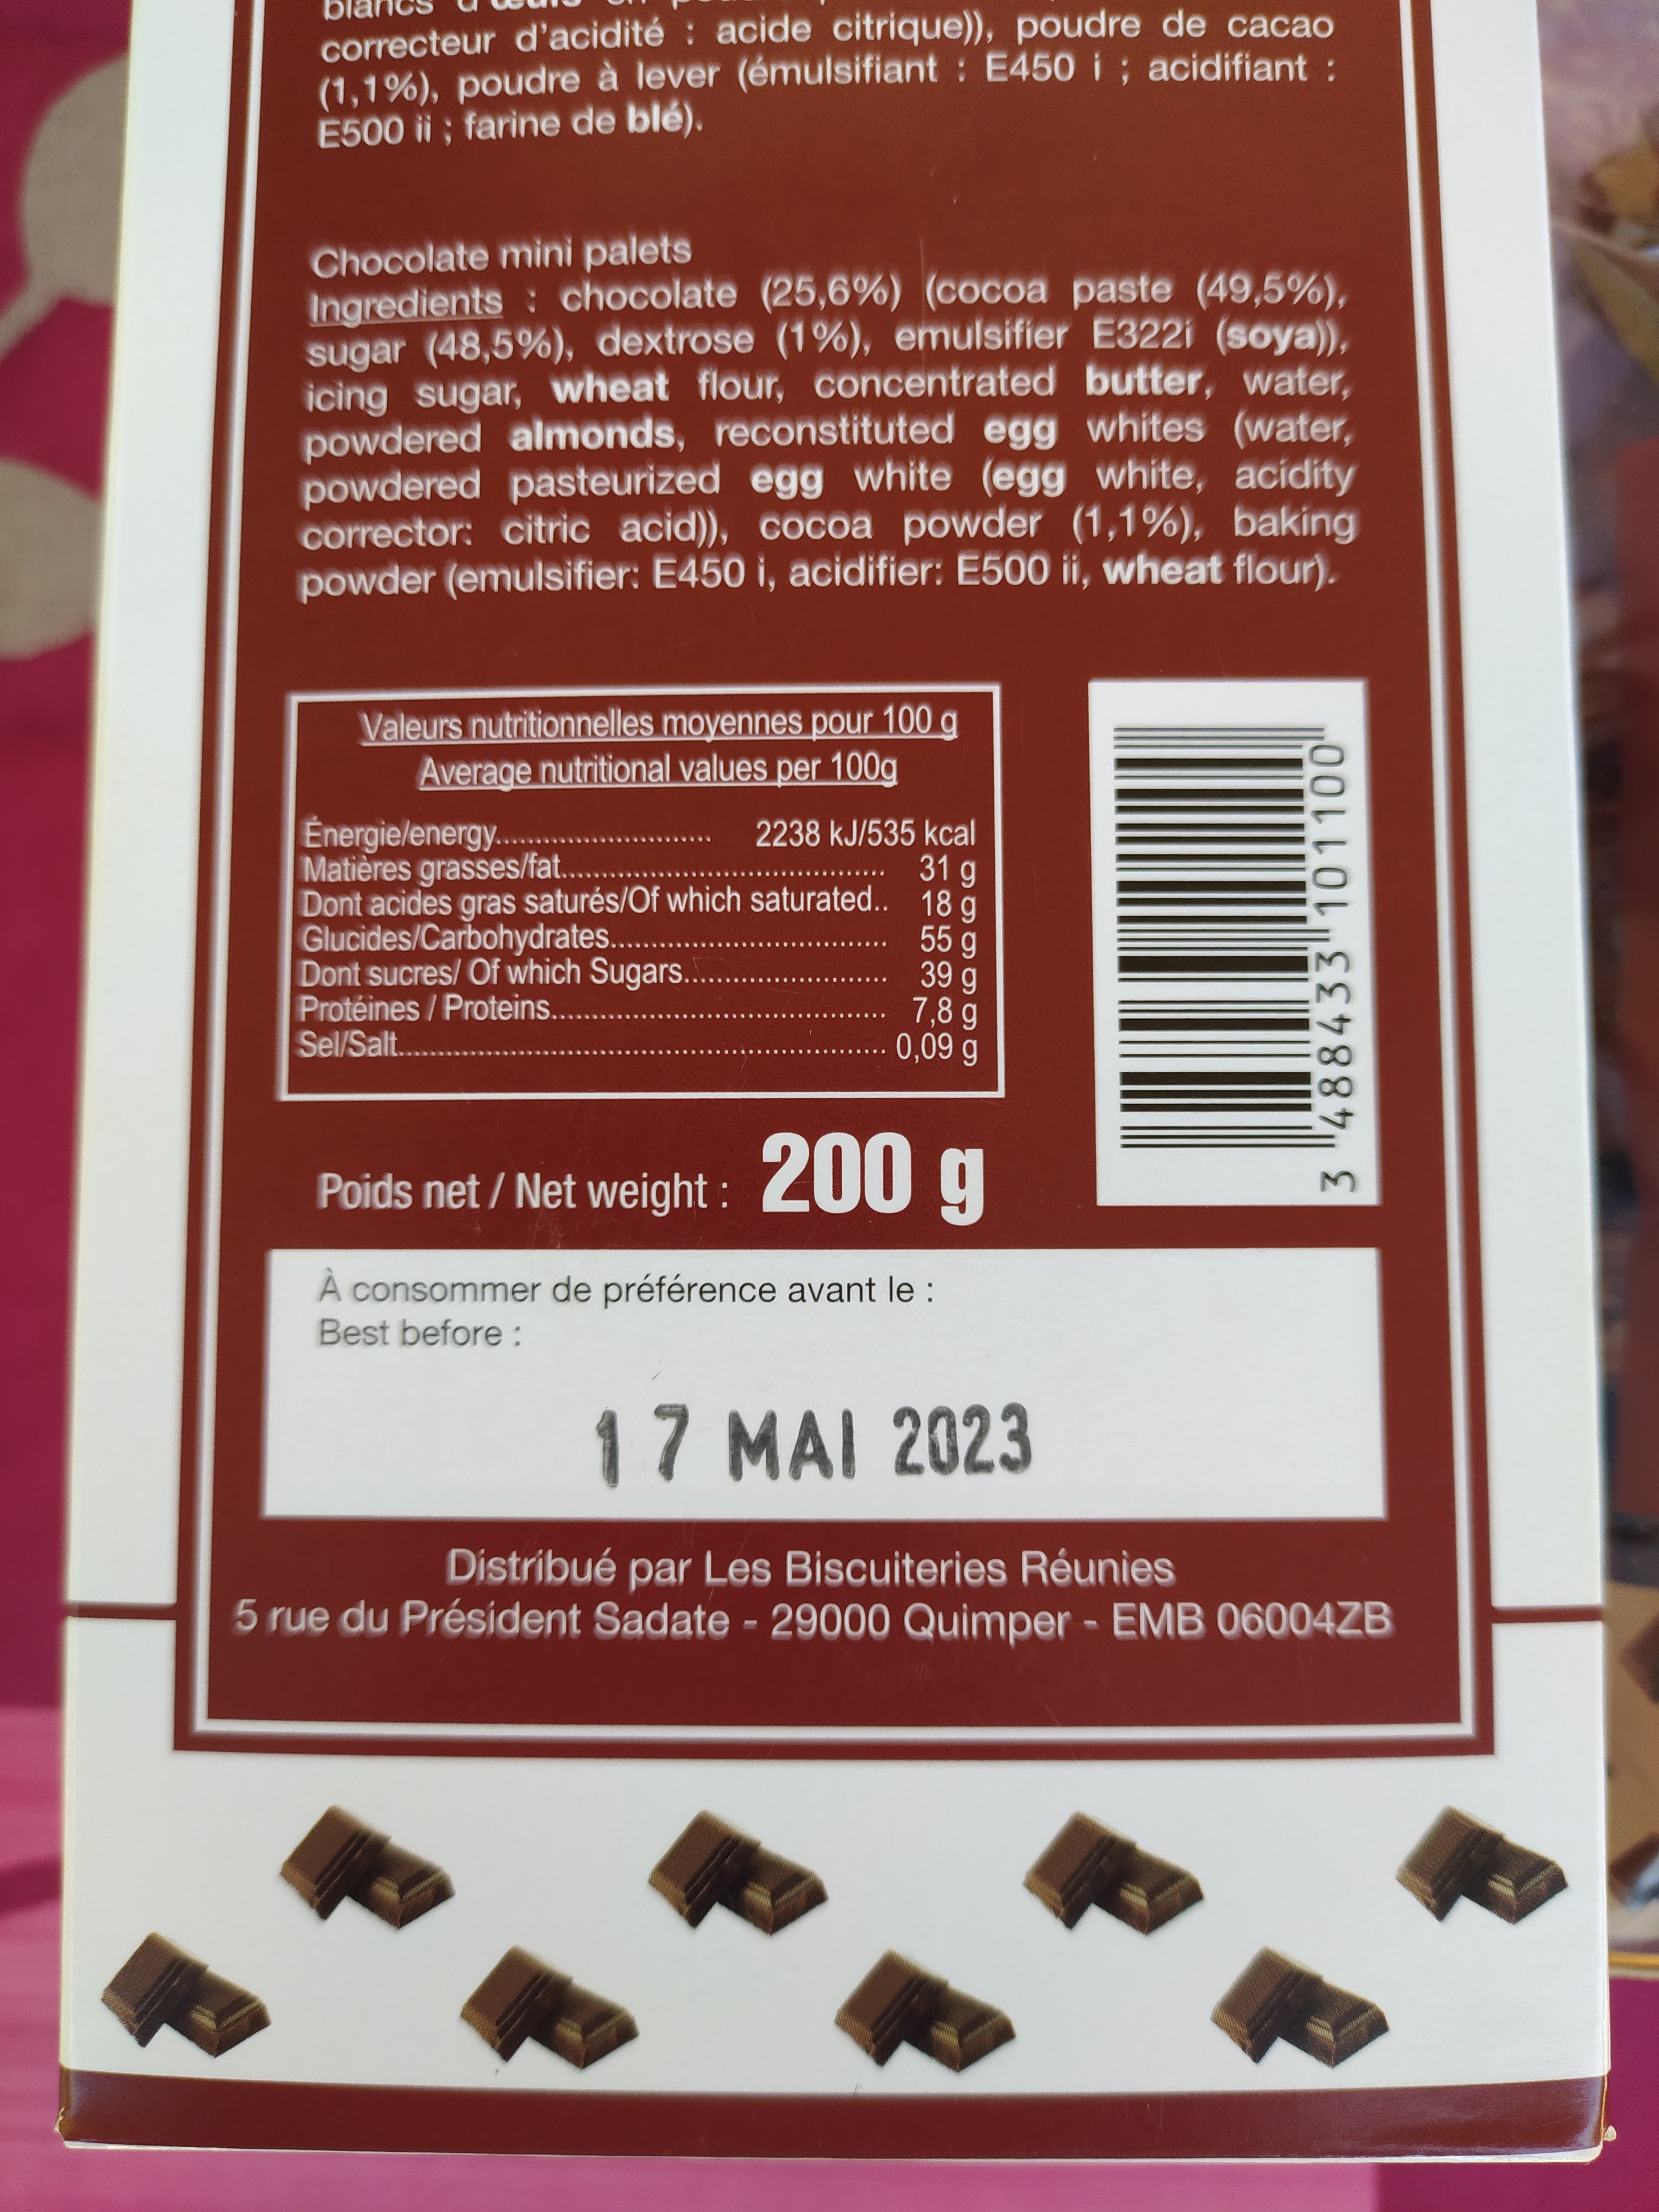 blancs d'œufs en
correcteur d'acidité : acide citrique)), poudre de cacao
(1,1%), poudre à lever (émulsifiant : E450 i ; acidifiant :
E500 ii ; farine de blé).
Chocolate mini palets
Ingredients : chocolate (25,6%) (cocoa paste (49,5%),
sugar (48,5%), dextrose (1%), emulsifier E322i (soya)),
icing sugar, wheat flour, concentrated butter, water,
powdered almonds, reconstituted egg whites (water,
powdered pasteurized egg white (egg white, acidity
corrector: citric acid)), cocoa powder (1,1%), baking
powder (emulsifier: E450 i, acidifier: E500 ii, wheat flour).
Valeurs nutritionnelles moyennes pour 100 g
Average nutritional values per 100g
Énergie/energy.............................. 2238 kJ/535 kcal
Matières grasses/fat............................................. 31 g
Dont acides gras saturés/Of which saturated.. 18 g
Glucides/Carbohydrates...................................... 55 g
Dont sucres/ Of which Sugars............................ 39 g
Protéines / Proteins............................................. 7,8 g
Sel/Salt................................................................. 0,09 g
3 488433 101100
Poids net / Net weight : 200 g
À consommer de préférence avant le :
Best before :
17 MAI 2023
Distribué par Les Biscuiteries Réunies
5 rue du Président Sadate - 29000 Quimper - EMB 06004ZB